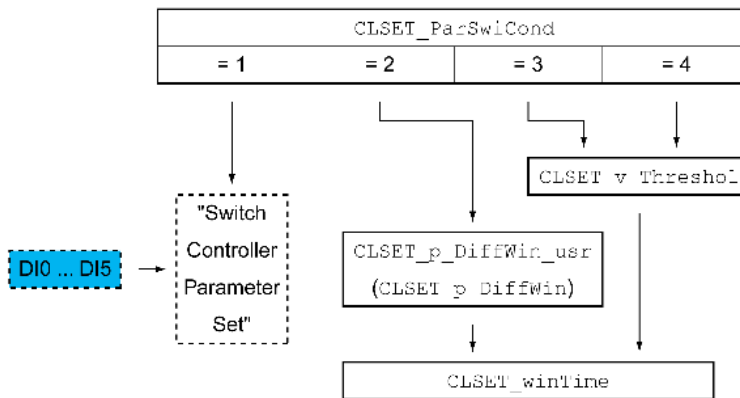 CLSET_ParSwiCond
= 1 = 2 = 3 = 4
CLSET v Threshol
"Switch
Controller
Parameter
Set"
DI0 ... DI5
CLSET_p_DiffWin_usr
(CLSET p DiffWin)
CLSET_winTime